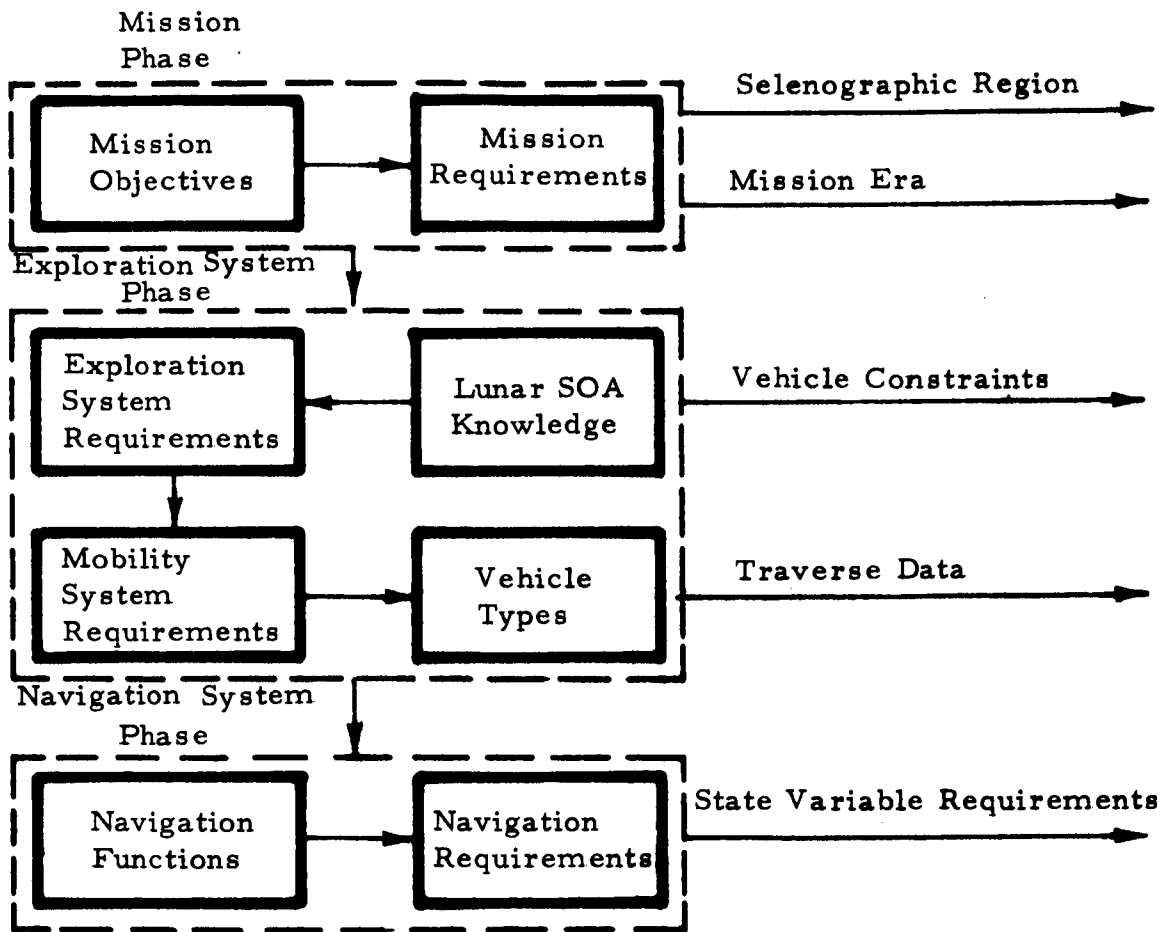 Mission
Phase
Selenographic Region
Mission
Objectives
Mission
Requirements
Mission Era
Exploration System
Phase
Exploration
System
Requirements
Lunar SOA
Knowledge
Vehicle Constraints
Mobility
System
Requirements
Vehicle
Types
Traverse Data
Navigation System
Phase
Navigation
Functions
Navigation
Requirements
State Variable Requirements